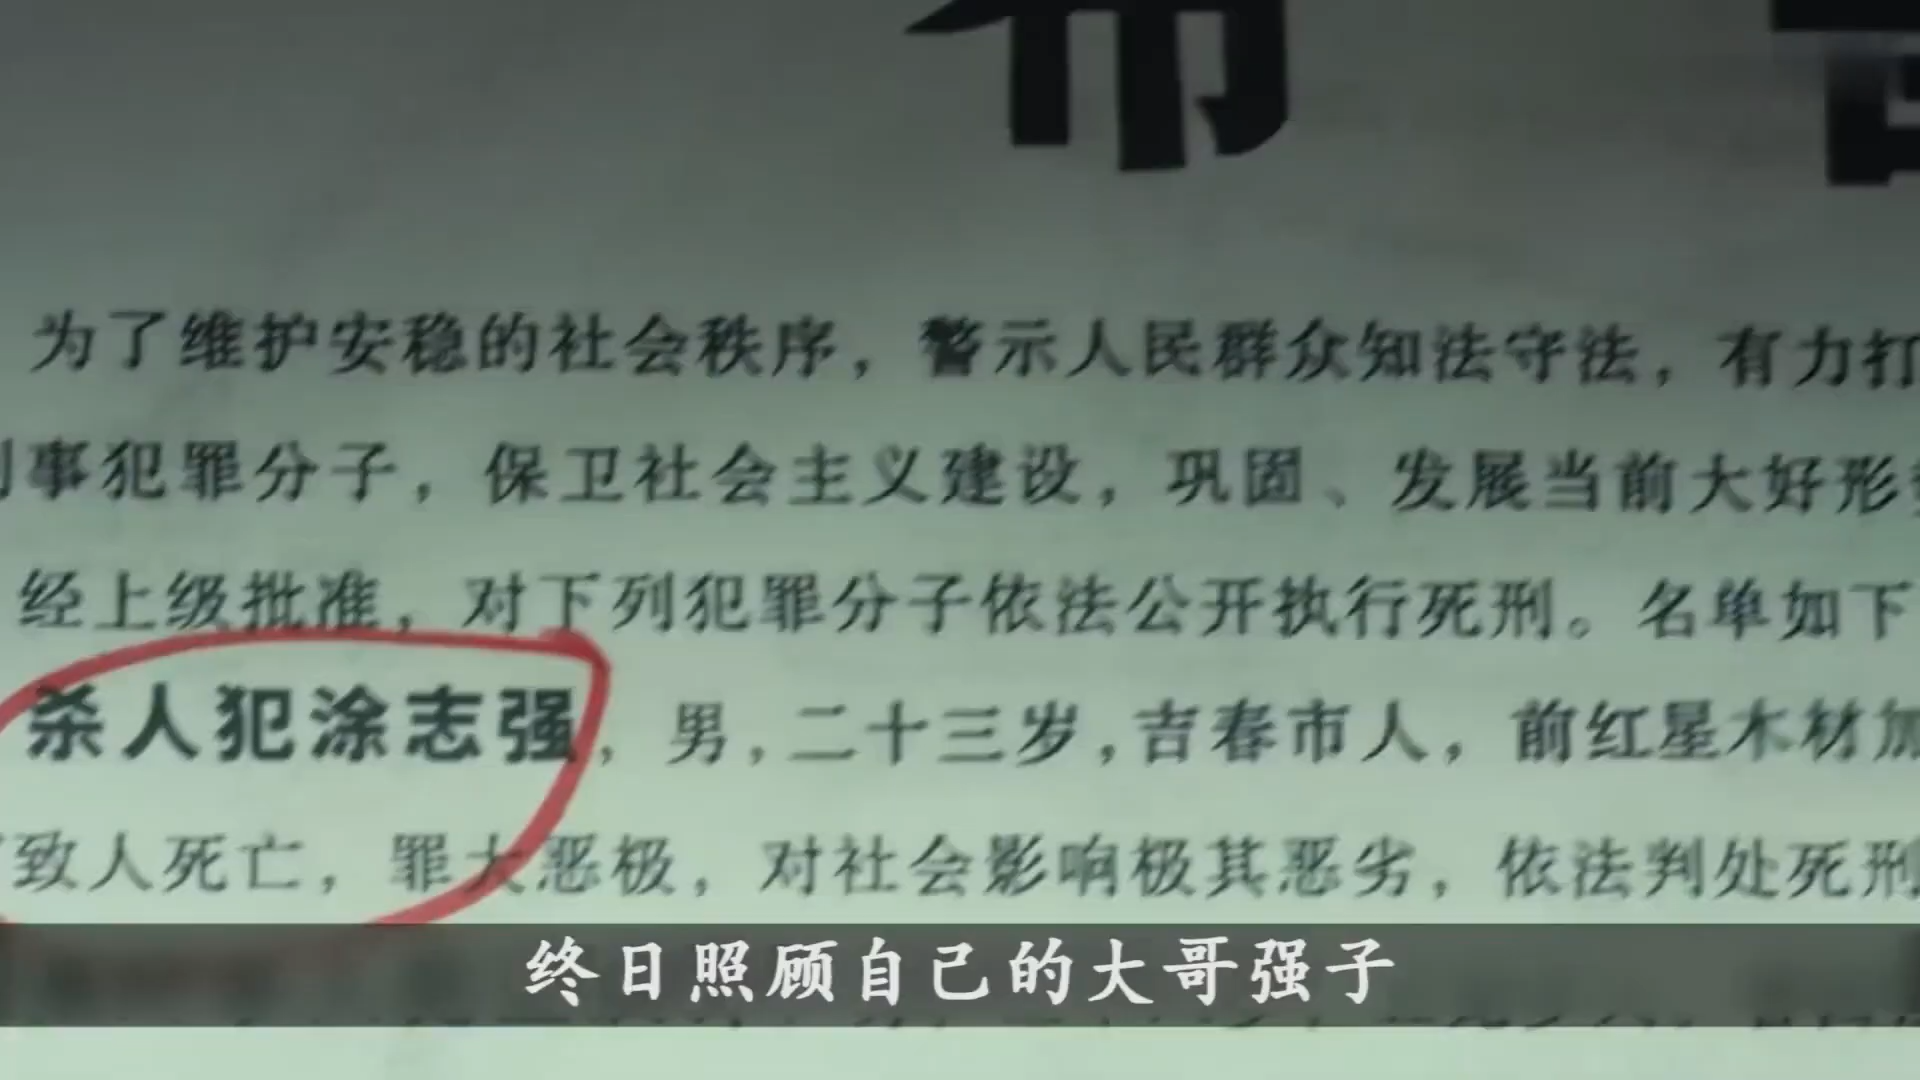 布
为了维护安稳的社会秩序，警示人民群众知法守法，有力打
事犯罪分子，保卫社会主义建设，巩固、发展当前大好形
经上级批准，对下列犯罪分子依法公开执行死刑。名单如下
杀人犯涂志强，男，二十三岁，吉春市人，前红星木材加
致人死亡，罪大恶极，对社会影响极其恶劣，依法判处死刑
终日照顾自己的大哥强子